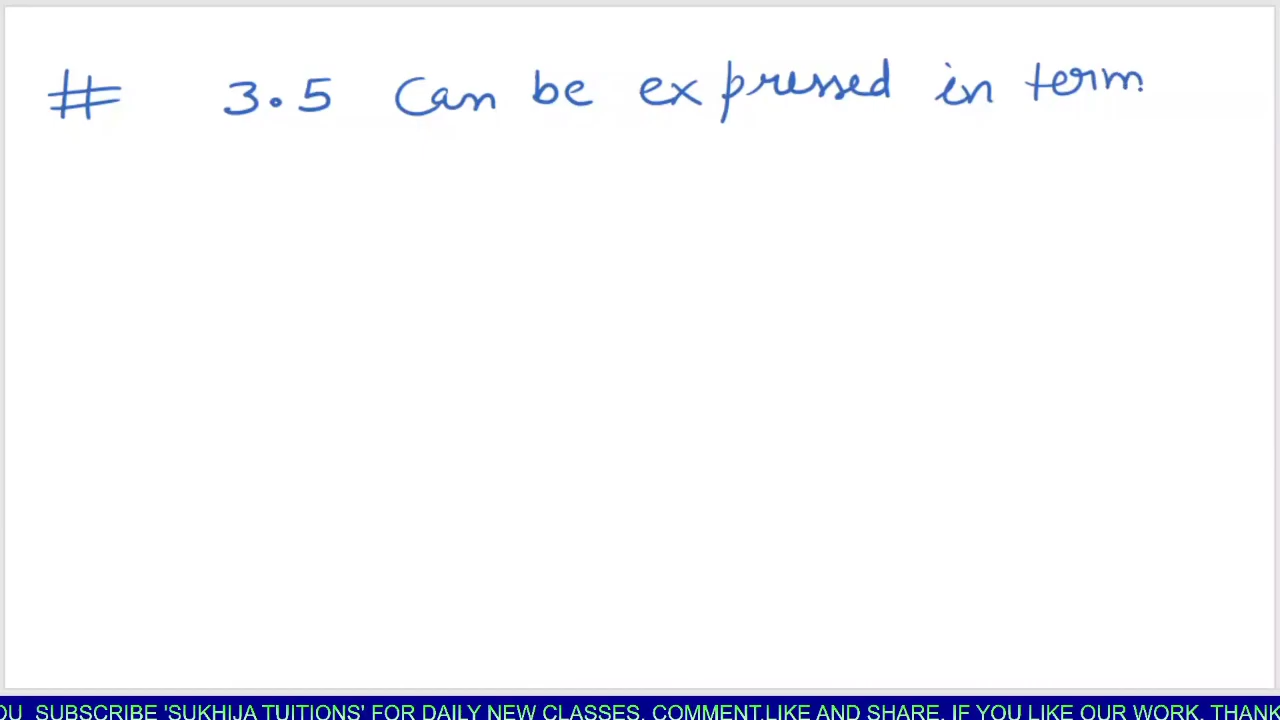 # 3.5 Can be expressed in term
OU SUBSCRIBE 'SUKHIJA TUITIONS' FOR DAILY NEW CLASSES. COMMENT,LIKE AND SHARE. IF YOU LIKE OUR WORK. THANK